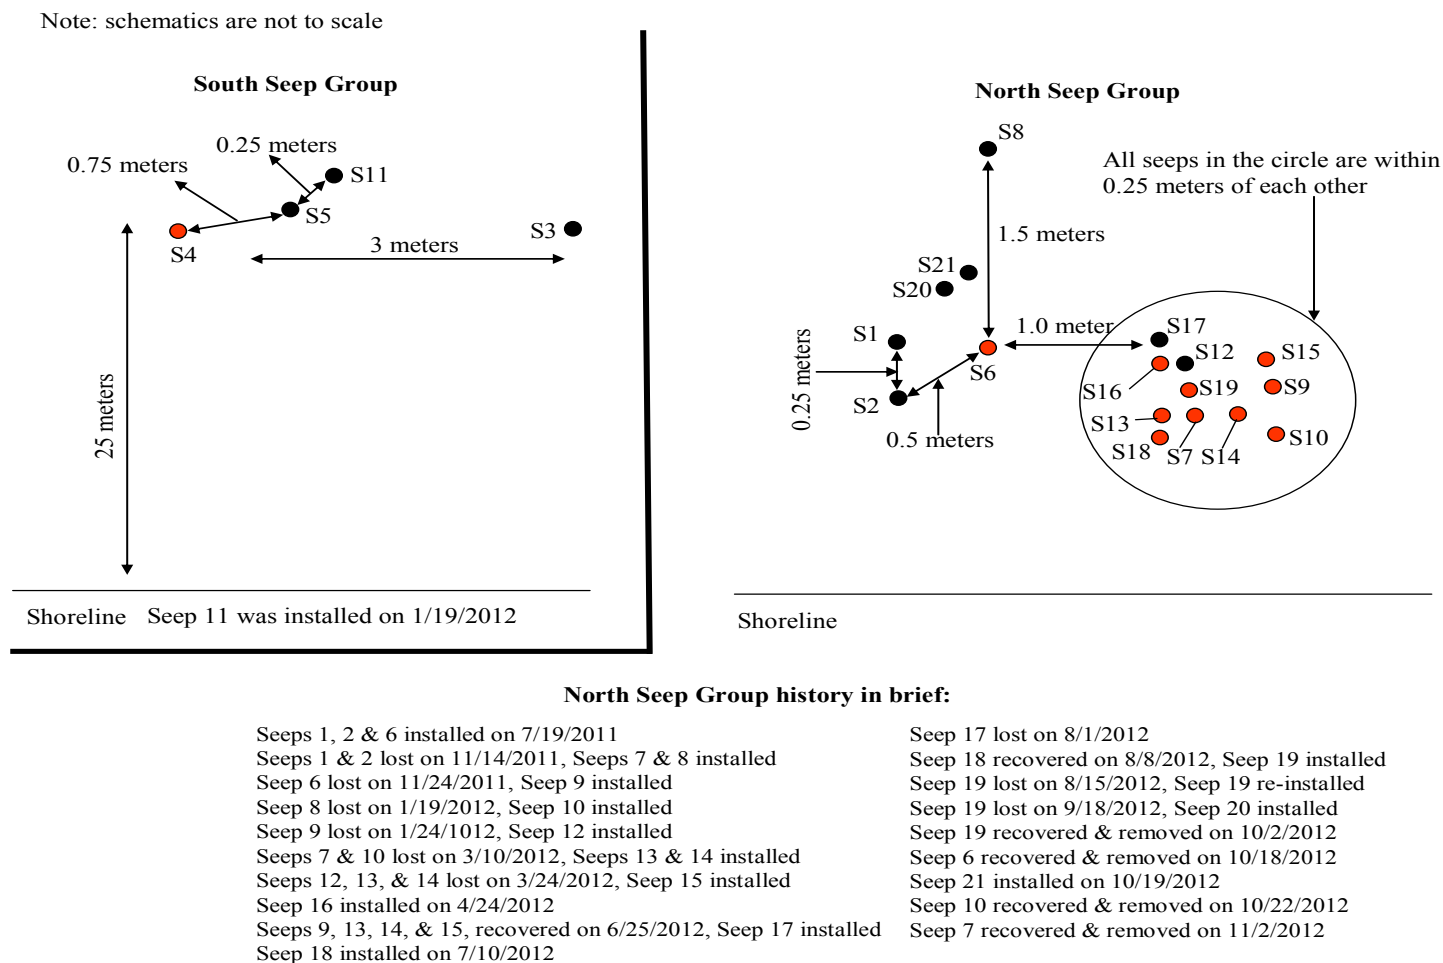 Note: schematics are not to scale
South Seep Group
0.25 meters
0.75 meters
S11
S5
S4
S3
3 meters
25 meters
Shoreline
Seep 11 was installed on 1/19/2012
North Seep Group
S8
All seeps in the circle are within
0.25 meters of each other
1.5 meters
S21
S20
S1
1.0 meter
S17
S12
S15
S6
S16
S19
S9
0.25 meters
S2
S13
0.5 meters
S18
S7
S14
S10
Shoreline
North Seep Group history in brief:
Seeps 1, 2 & 6 installed on 7/19/2011
Seeps 1 & 2 lost on 11/14/2011, Seeps 7 & 8 installed
Seep 6 lost on 11/24/2011, Seep 9 installed
Seep 8 lost on 1/19/2012, Seep 10 installed
Seep 9 lost on 1/24/1012, Seep 12 installed
Seeps 7 & 10 lost on 3/10/2012, Seeps 13 & 14 installed
Seeps 12, 13, & 14 lost on 3/24/2012, Seep 15 installed
Seep 16 installed on 4/24/2012
Seeps 9, 13, 14, & 15, recovered on 6/25/2012, Seep 17 installed
Seep 18 installed on 7/10/2012
Seep 17 lost on 8/1/2012
Seep 18 recovered on 8/8/2012, Seep 19 installed
Seep 19 lost on 8/15/2012, Seep 19 re-installed
Seep 19 lost on 9/18/2012, Seep 20 installed
Seep 19 recovered & removed on 10/2/2012
Seep 6 recovered & removed on 10/18/2012
Seep 21 installed on 10/19/2012
Seep 10 recovered & removed on 10/22/2012
Seep 7 recovered & removed on 11/2/2012